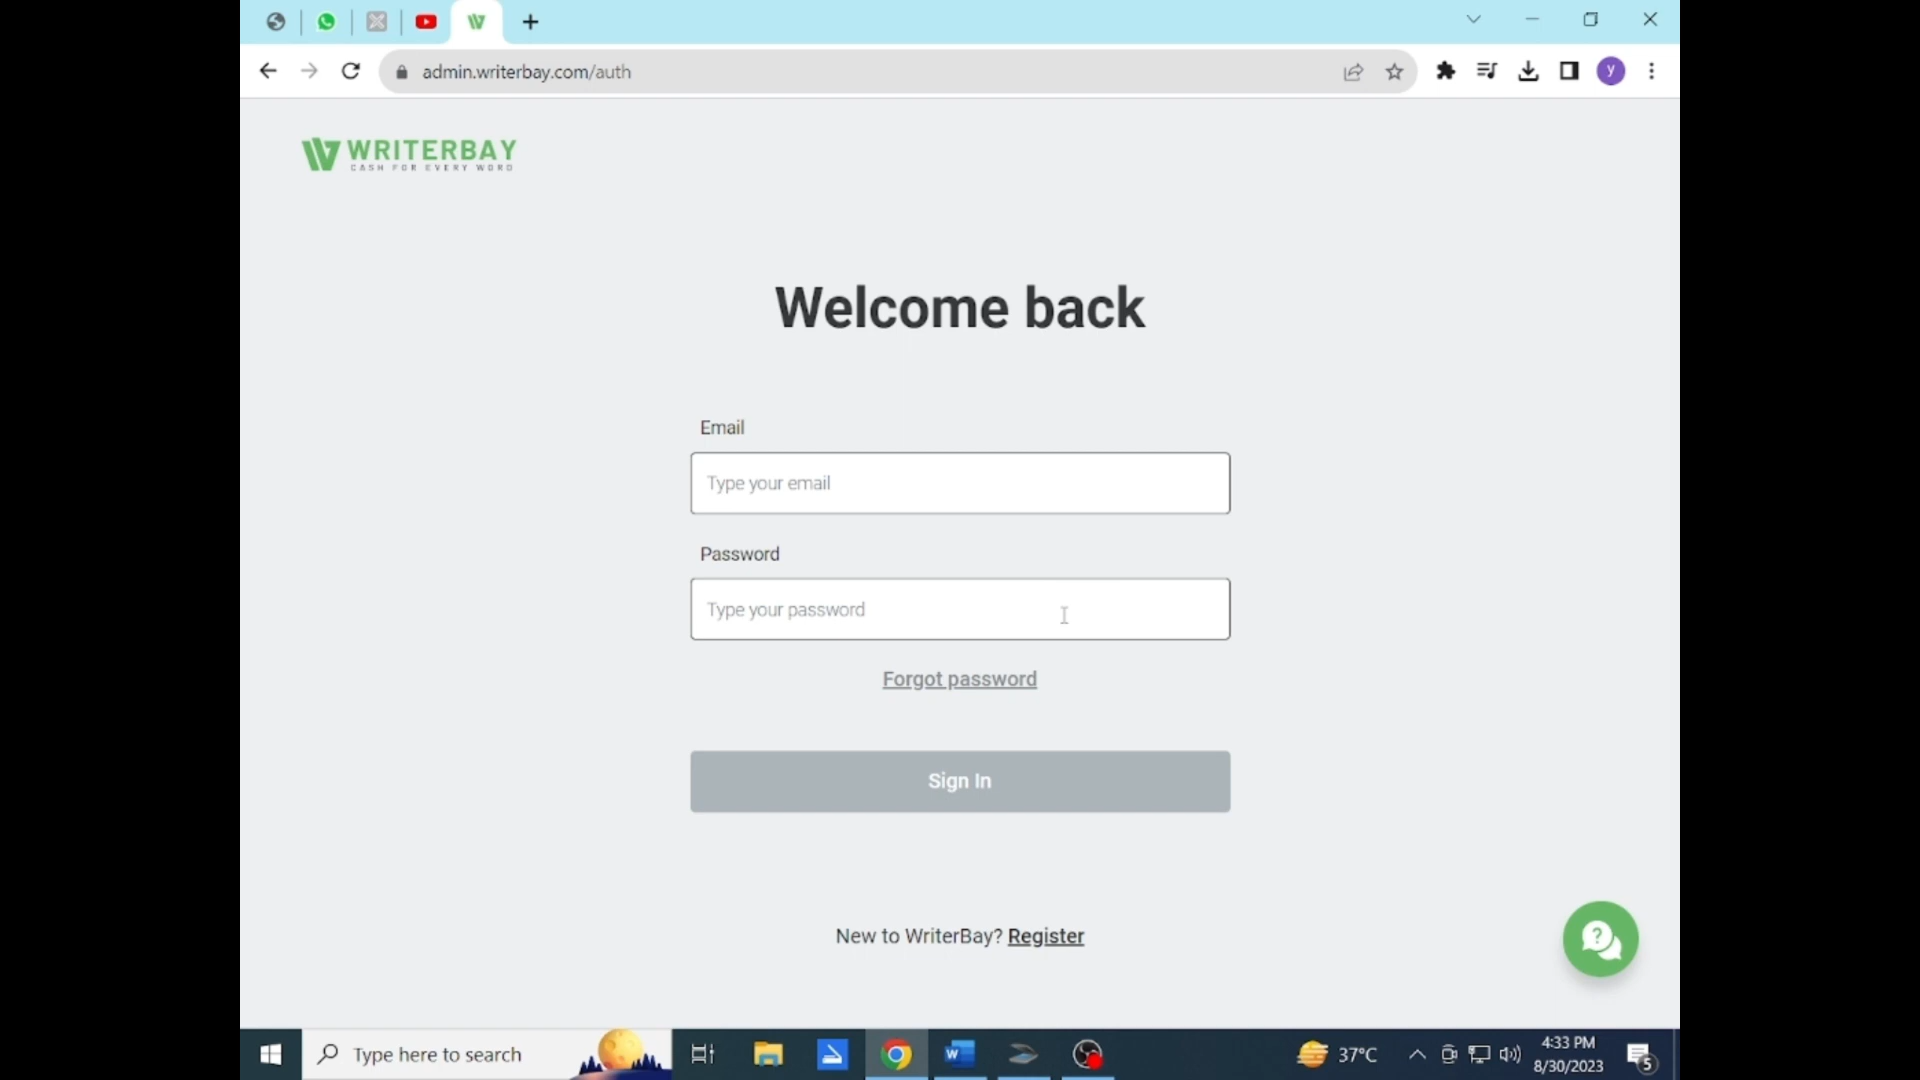 admin.writerbay.com/auth
y
WRITERBAY
CASH FOR EVERY WORD
Welcome back
Email
Type your email
Password
Type your password
Forgot password
Sign In
New to WriterBay? Register
Type here to search
37°C
4:33 PM
8/30/2023
5